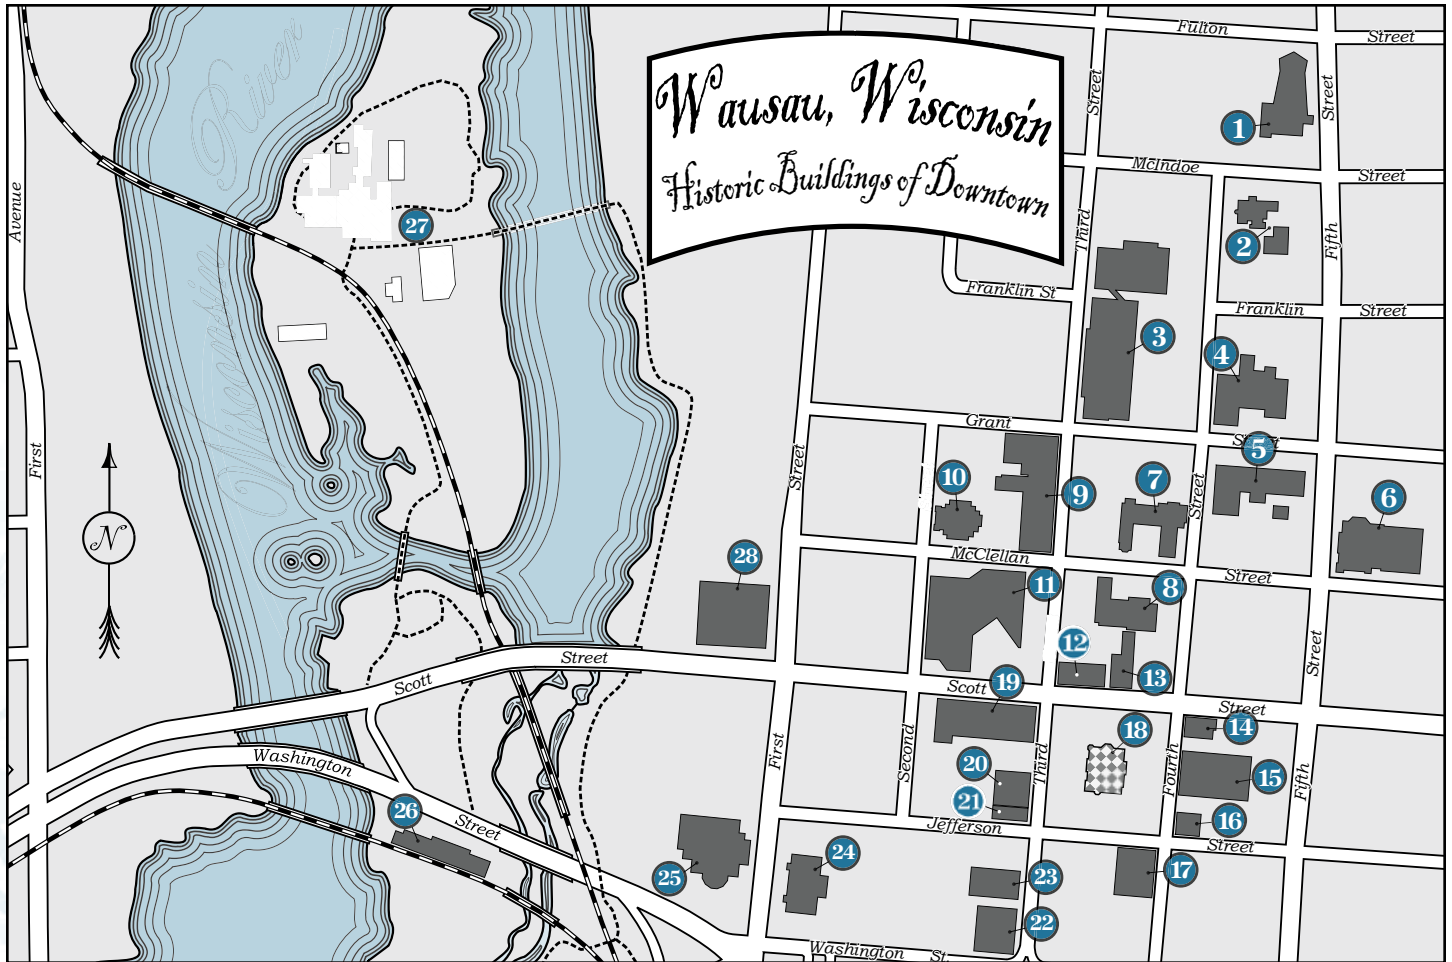 Wausau, Wisconsin
Historic Buildings of Downtown
Fulton
Street
Street
Street
1
McIndoe
Street
River
Avenue
27
Third
2
Fifth
Franklin St
Franklin
Street
3
4
Wisconsin
First
Grant
Street
5
Street
10
9
7
Street
6
N
McClellan
Street
28
11
8
12
13
Street
Street
Scott
Scott
19
Street
14
18
First
Second
Third
Fourth
Fifth
Washington
20
15
21
16
26
Street
Jefferson
Street
25
24
23
17
22
Washington St.